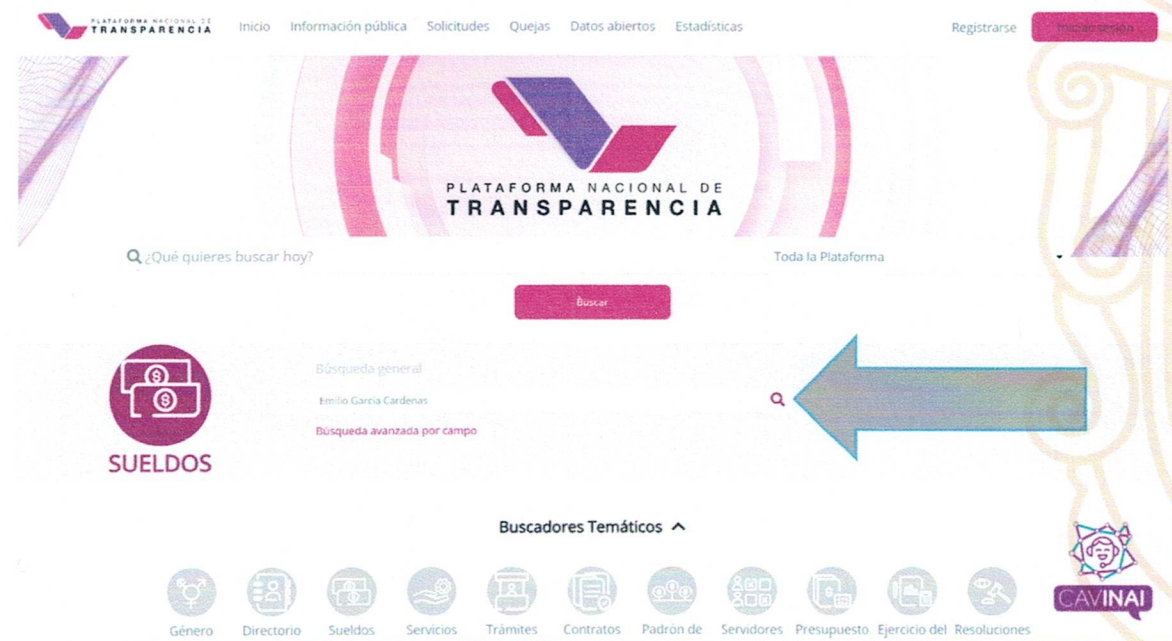 PLATAFORMA NACIONAL DE
TRANSPARENCIA
Inicio Información pública Solicitudes Quejas Datos abiertos Estadísticas Registrarse Iniciar sesión
PLATAFORMA NACIONAL DE
TRANSPARENCIA
¿Qué quieres buscar hoy? Toda la Plataforma
Buscar
Búsqueda general
Emilio García Cardenas
Búsqueda avanzada por campo
SUELDOS
Buscadores Temáticos
CAVINAI
Género Directorio Sueldos Servicios Trámites Contratos Padrón de Servidores Presupuesto Ejercicio del Resoluciones